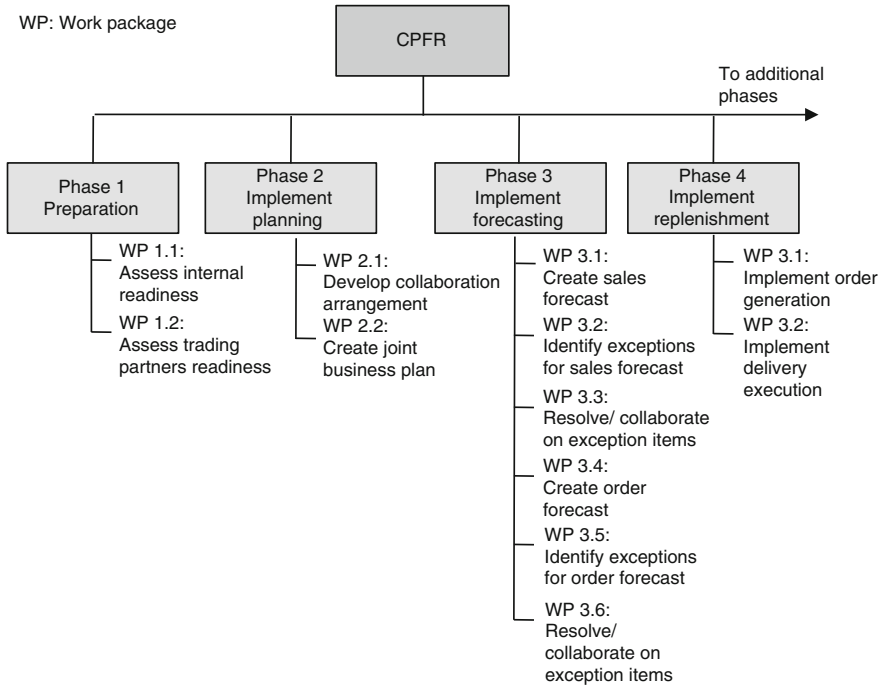 WP: Work package
CPFR
To additional
phases
Phase 1
Preparation
Phase 2
Implement
planning
Phase 3
Implement
forecasting
Phase 4
Implement
replenishment
WP 1.1:
Assess internal
readiness
WP 1.2:
Assess trading
partners readiness
WP 2.1:
Develop collaboration
arrangement
WP 2.2:
Create joint
business plan
WP 3.1:
Create sales
forecast
WP 3.2:
Identify exceptions
for sales forecast
WP 3.3:
Resolve/ collaborate
on exception items
WP 3.4:
Create order
forecast
WP 3.5:
Identify exceptions
for order forecast
WP 3.6:
Resolve/
collaborate on
exception items
WP 3.1:
Implement order
generation
WP 3.2:
Implement
delivery
execution